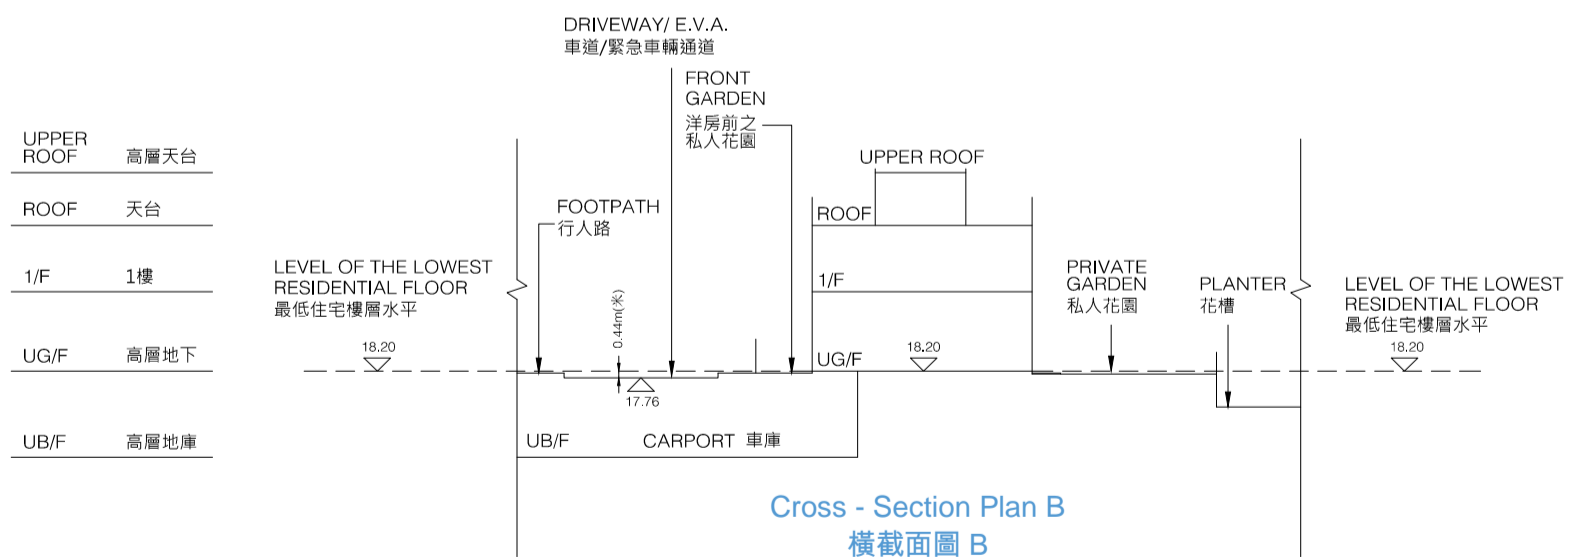 DRIVEWAY/ E.V.A.
車道/緊急車輛通道
FRONT
GARDEN
洋房前之
私人花園
UPPER
ROOF 高層天台
ROOF 天台
1/F 1樓
UG/F 高層地下
UB/F 高層地庫
LEVEL OF THE LOWEST
RESIDENTIAL FLOOR
最低住宅樓層水平
18.20
FOOTPATH
行人路
0.44m(米)
17.76
UPPER ROOF
ROOF
1/F
UG/F
18.20
UB/F CARPORT 車庫
PRIVATE
GARDEN
私人花園
PLANTER
花槽
LEVEL OF THE LOWEST
RESIDENTIAL FLOOR
最低住宅樓層水平
18.20
Cross - Section Plan B
橫截面圖 B